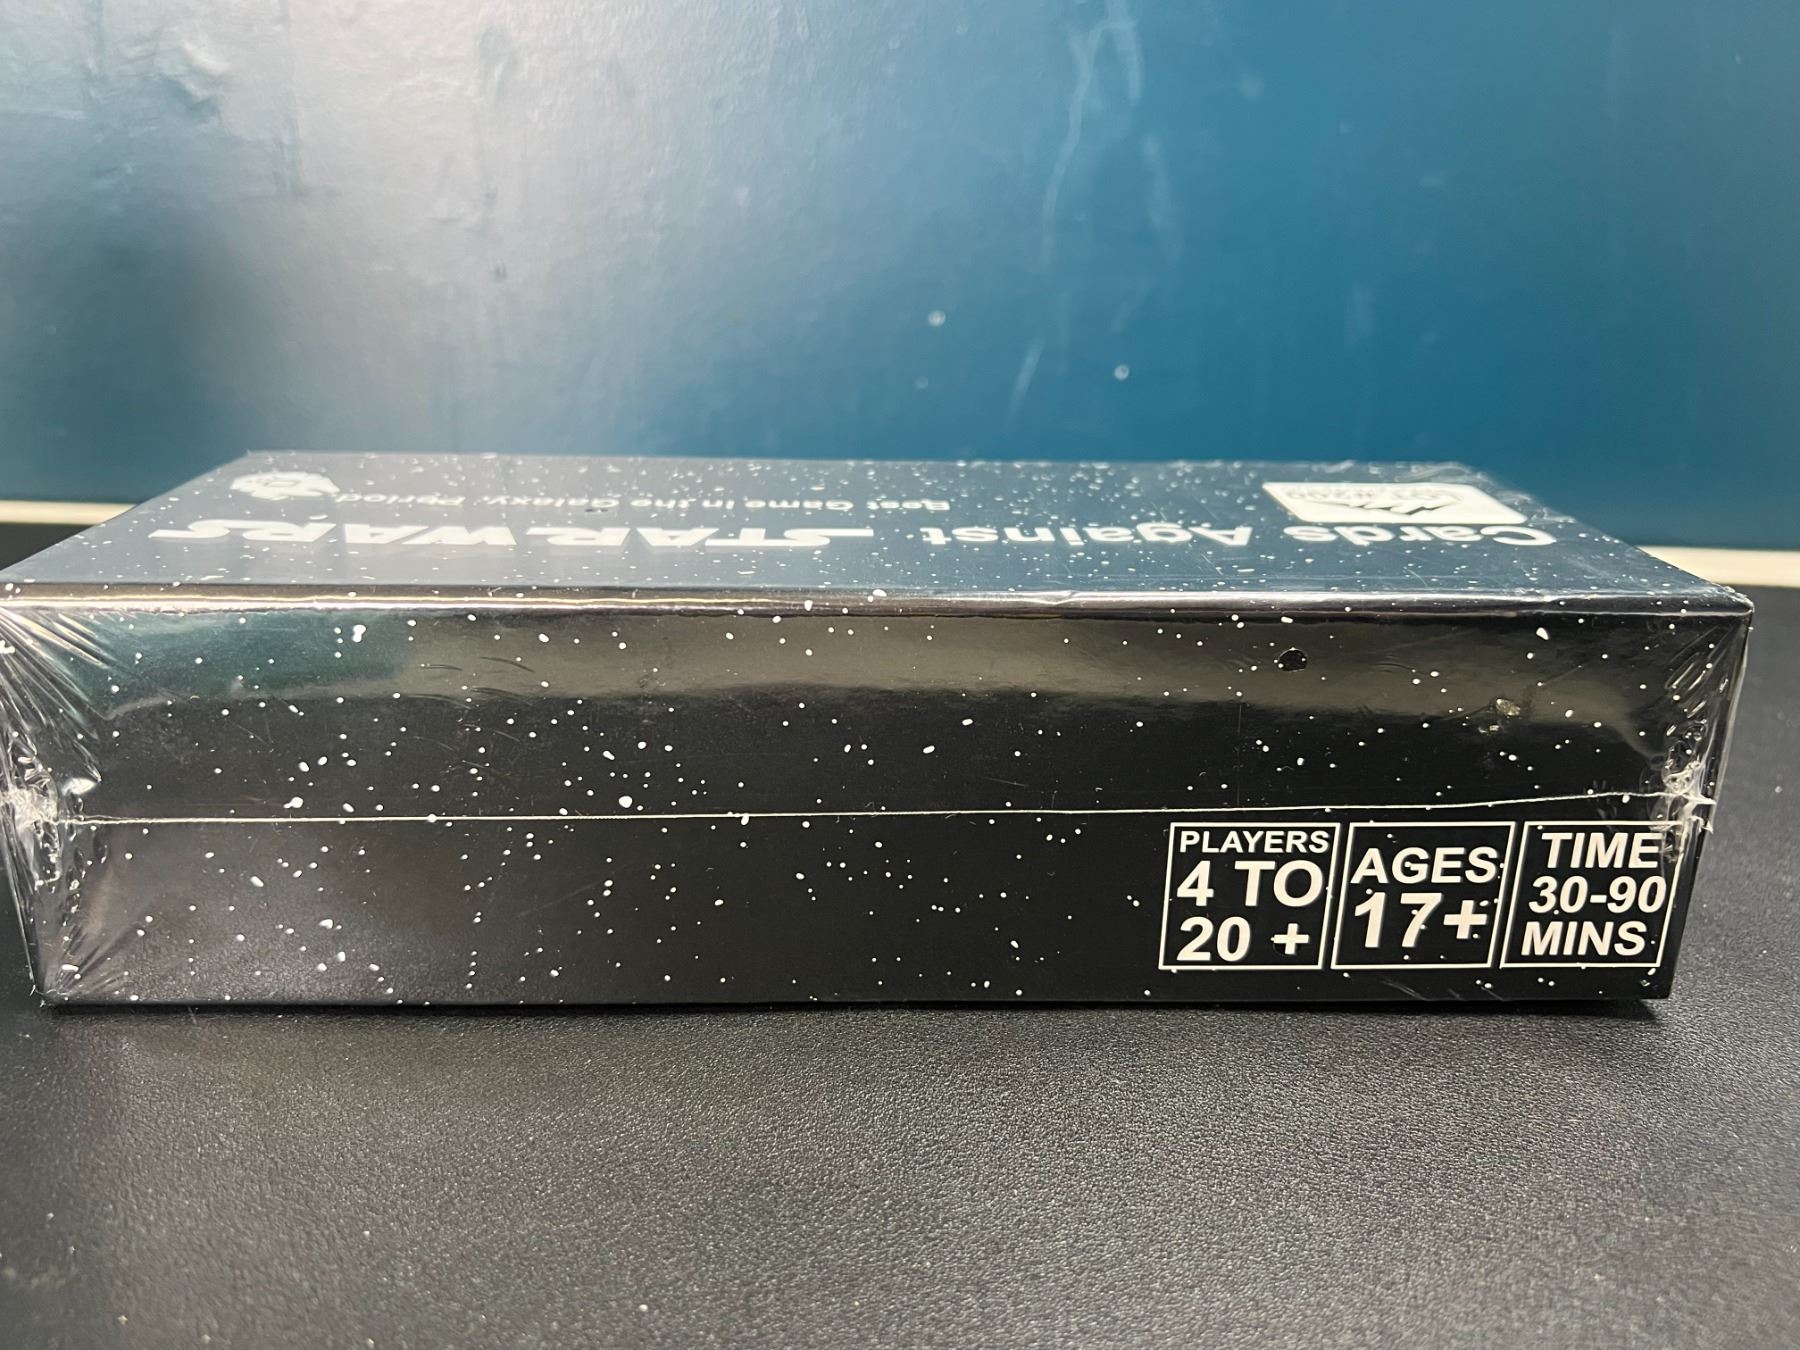 Cards Against STAR WARS
Best Game in the Galaxy. Period.
PLAYERS
4 TO
20 +
AGES
17+
TIME
30-90
MINS